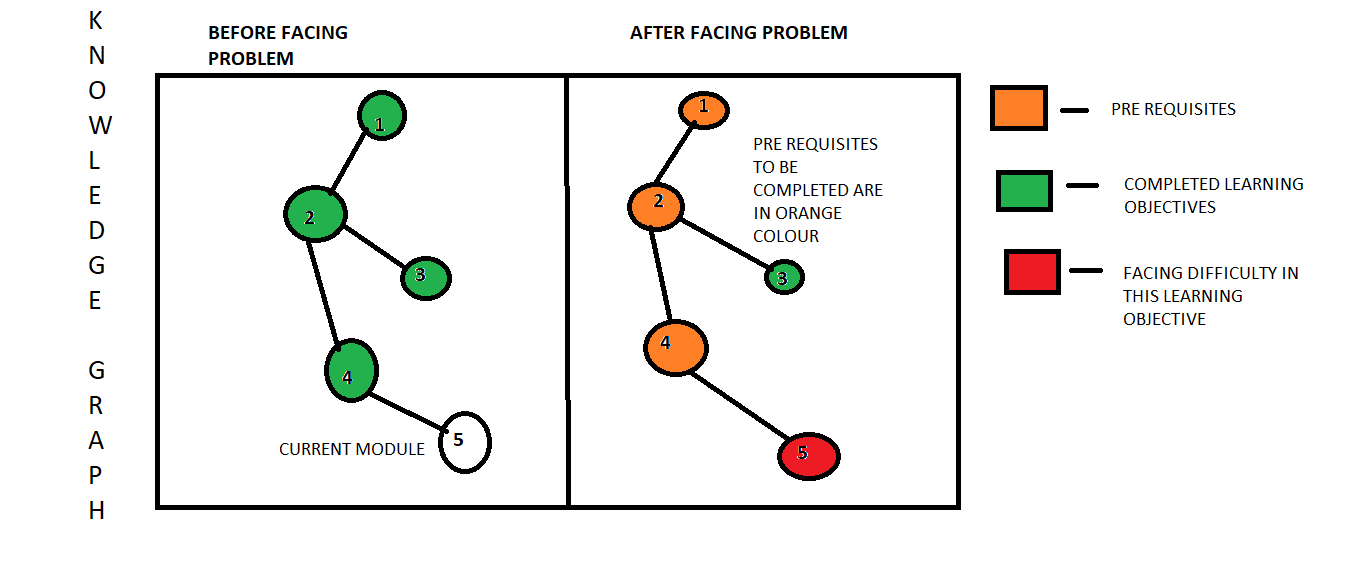 KNOWLEDGE GRAPH
BEFORE FACING
PROBLEM
1
2
3
4
5
CURRENT MODULE
AFTER FACING PROBLEM
1
PRE REQUISITES
TO BE
COMPLETED ARE
IN ORANGE
COLOUR
2
3
4
5
PRE REQUISITES
COMPLETED LEARNING
OBJECTIVES
FACING DIFFICULTY IN
THIS LEARNING
OBJECTIVE